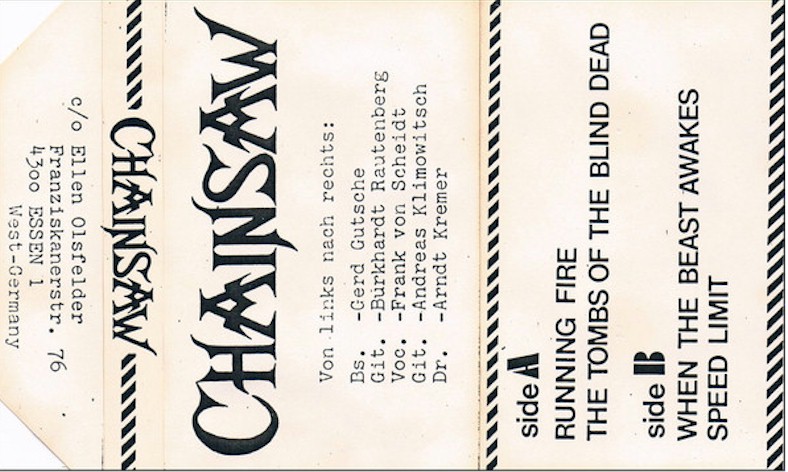 c/o Ellen Olsfelder
Franziskanerstr. 76
4300 ESSEN 1
West-Germany
CHAINSAW
CHAINSAW
Von links nach rechts:
Bs. -Gerd Gutsche
Git. -Burkhardt Rautenberg
Voc. -Frank von Scheidt
Git. -Andreas Klimowitsch
Dr. -Arndt Kremer
side A
RUNNING FIRE
THE TOMBS OF THE BLIND DEAD
side B
WHEN THE BEAST AWAKES
SPEED LIMIT